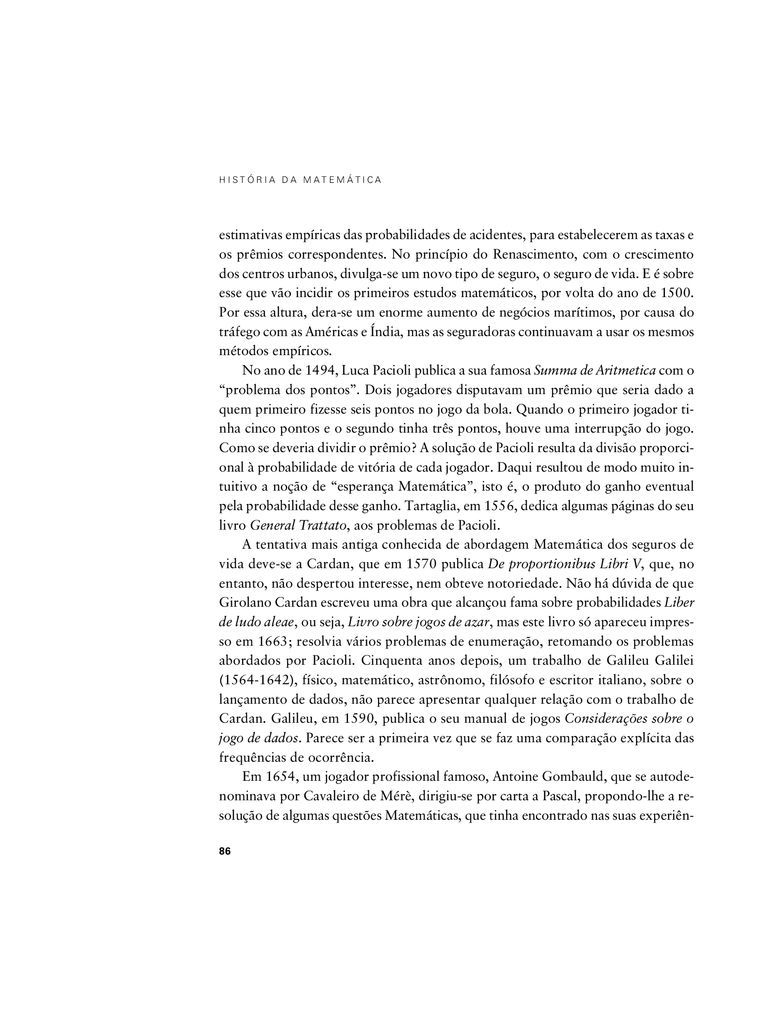 HISTÓRIA DA MATEMÁTICA
estimativas empíricas das probabilidades de acidentes, para estabelecerem as taxas e
os prêmios correspondentes. No princípio do Renascimento, com o crescimento
dos centros urbanos, divulga-se um novo tipo de seguro, o seguro de vida. E é sobre
esse que vão incidir os primeiros estudos matemáticos, por volta do ano de 1500.
Por essa altura, dera-se um enorme aumento de negócios marítimos, por causa do
tráfego com as Américas e Índia, mas as seguradoras continuavam a usar os mesmos
métodos empíricos.
No ano de 1494, Luca Pacioli publica a sua famosa Summa de Aritmetica com o
“problema dos pontos”. Dois jogadores disputavam um prêmio que seria dado a
quem primeiro fizesse seis pontos no jogo da bola. Quando o primeiro jogador ti-
nha cinco pontos e o segundo tinha três pontos, houve uma interrupção do jogo.
Como se deveria dividir o prêmio? A solução de Pacioli resulta da divisão proporci-
onal à probabilidade de vitória de cada jogador. Daqui resultou de modo muito in-
tuitivo a noção de “esperança Matemática”, isto é, o produto do ganho eventual
pela probabilidade desse ganho. Tartaglia, em 1556, dedica algumas páginas do seu
livro General Trattato, aos problemas de Pacioli.
A tentativa mais antiga conhecida de abordagem Matemática dos seguros de
vida deve-se a Cardan, que em 1570 publica De proportionibus Libri V, que, no
entanto, não despertou interesse, nem obteve notoriedade. Não há dúvida de que
Girolano Cardan escreveu uma obra que alcançou fama sobre probabilidades Liber
de ludo aleae, ou seja, Livro sobre jogos de azar, mas este livro só apareceu impres-
so em 1663; resolvia vários problemas de enumeração, retomando os problemas
abordados por Pacioli. Cinquenta anos depois, um trabalho de Galileu Galilei
(1564-1642), físico, matemático, astrônomo, filósofo e escritor italiano, sobre o
lançamento de dados, não parece apresentar qualquer relação com o trabalho de
Cardan. Galileu, em 1590, publica o seu manual de jogos Considerações sobre o
jogo de dados. Parece ser a primeira vez que se faz uma comparação explícita das
frequências de ocorrência.
Em 1654, um jogador profissional famoso, Antoine Gombauld, que se autode-
nominava por Cavaleiro de Mérè, dirigiu-se por carta a Pascal, propondo-lhe a re-
solução de algumas questões Matemáticas, que tinha encontrado nas suas experiên-
86